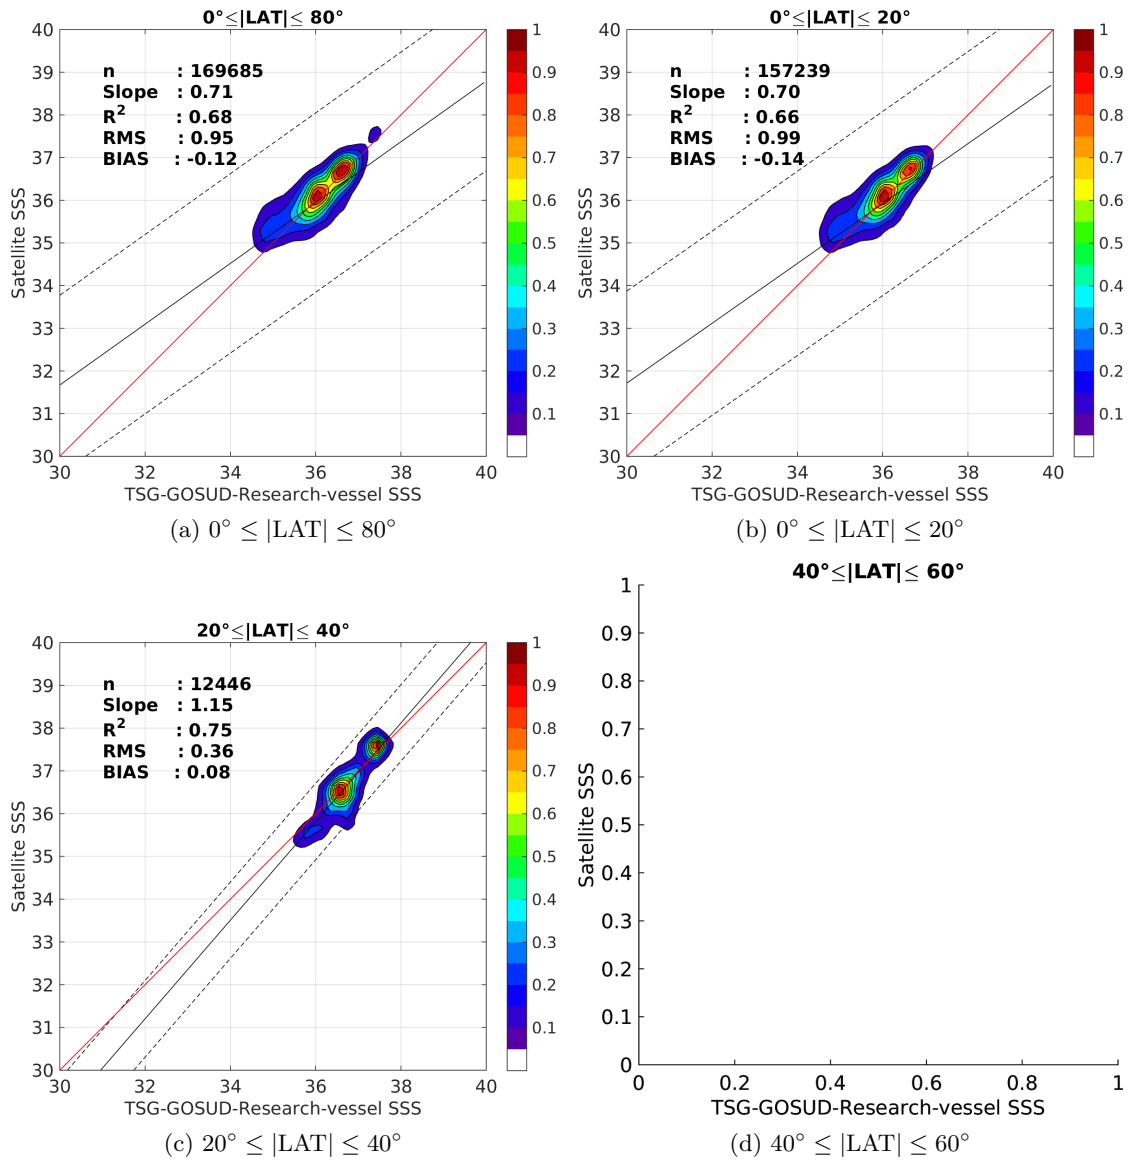 0°≤|LAT|≤ 80°
40
39
38
37
36
35
34
33
32
31
30
n : 169685
Slope : 0.71
R² : 0.68
RMS : 0.95
BIAS : -0.12
Satellite SSS
30 32 34 36 38 40
TSG-GOSUD-Research-vessel SSS
1
0.9
0.8
0.7
0.6
0.5
0.4
0.3
0.2
0.1
(a) 0° ≤ |LAT| ≤ 80°
0°≤|LAT|≤ 20°
40
39
38
37
36
35
34
33
32
31
30
n : 157239
Slope : 0.70
R² : 0.66
RMS : 0.99
BIAS : -0.14
Satellite SSS
30 32 34 36 38 40
TSG-GOSUD-Research-vessel SSS
1
0.9
0.8
0.7
0.6
0.5
0.4
0.3
0.2
0.1
(b) 0° ≤ |LAT| ≤ 20°
20°≤|LAT|≤ 40°
40
39
38
37
36
35
34
33
32
31
30
n : 12446
Slope : 1.15
R² : 0.75
RMS : 0.36
BIAS : 0.08
Satellite SSS
30 32 34 36 38 40
TSG-GOSUD-Research-vessel SSS
1
0.9
0.8
0.7
0.6
0.5
0.4
0.3
0.2
0.1
(c) 20° ≤ |LAT| ≤ 40°
40°≤|LAT|≤ 60°
1
0.9
0.8
0.7
0.6
0.5
0.4
0.3
0.2
0.1
0
Satellite SSS
0 0.2 0.4 0.6 0.8 1
TSG-GOSUD-Research-vessel SSS
(d) 40° ≤ |LAT| ≤ 60°